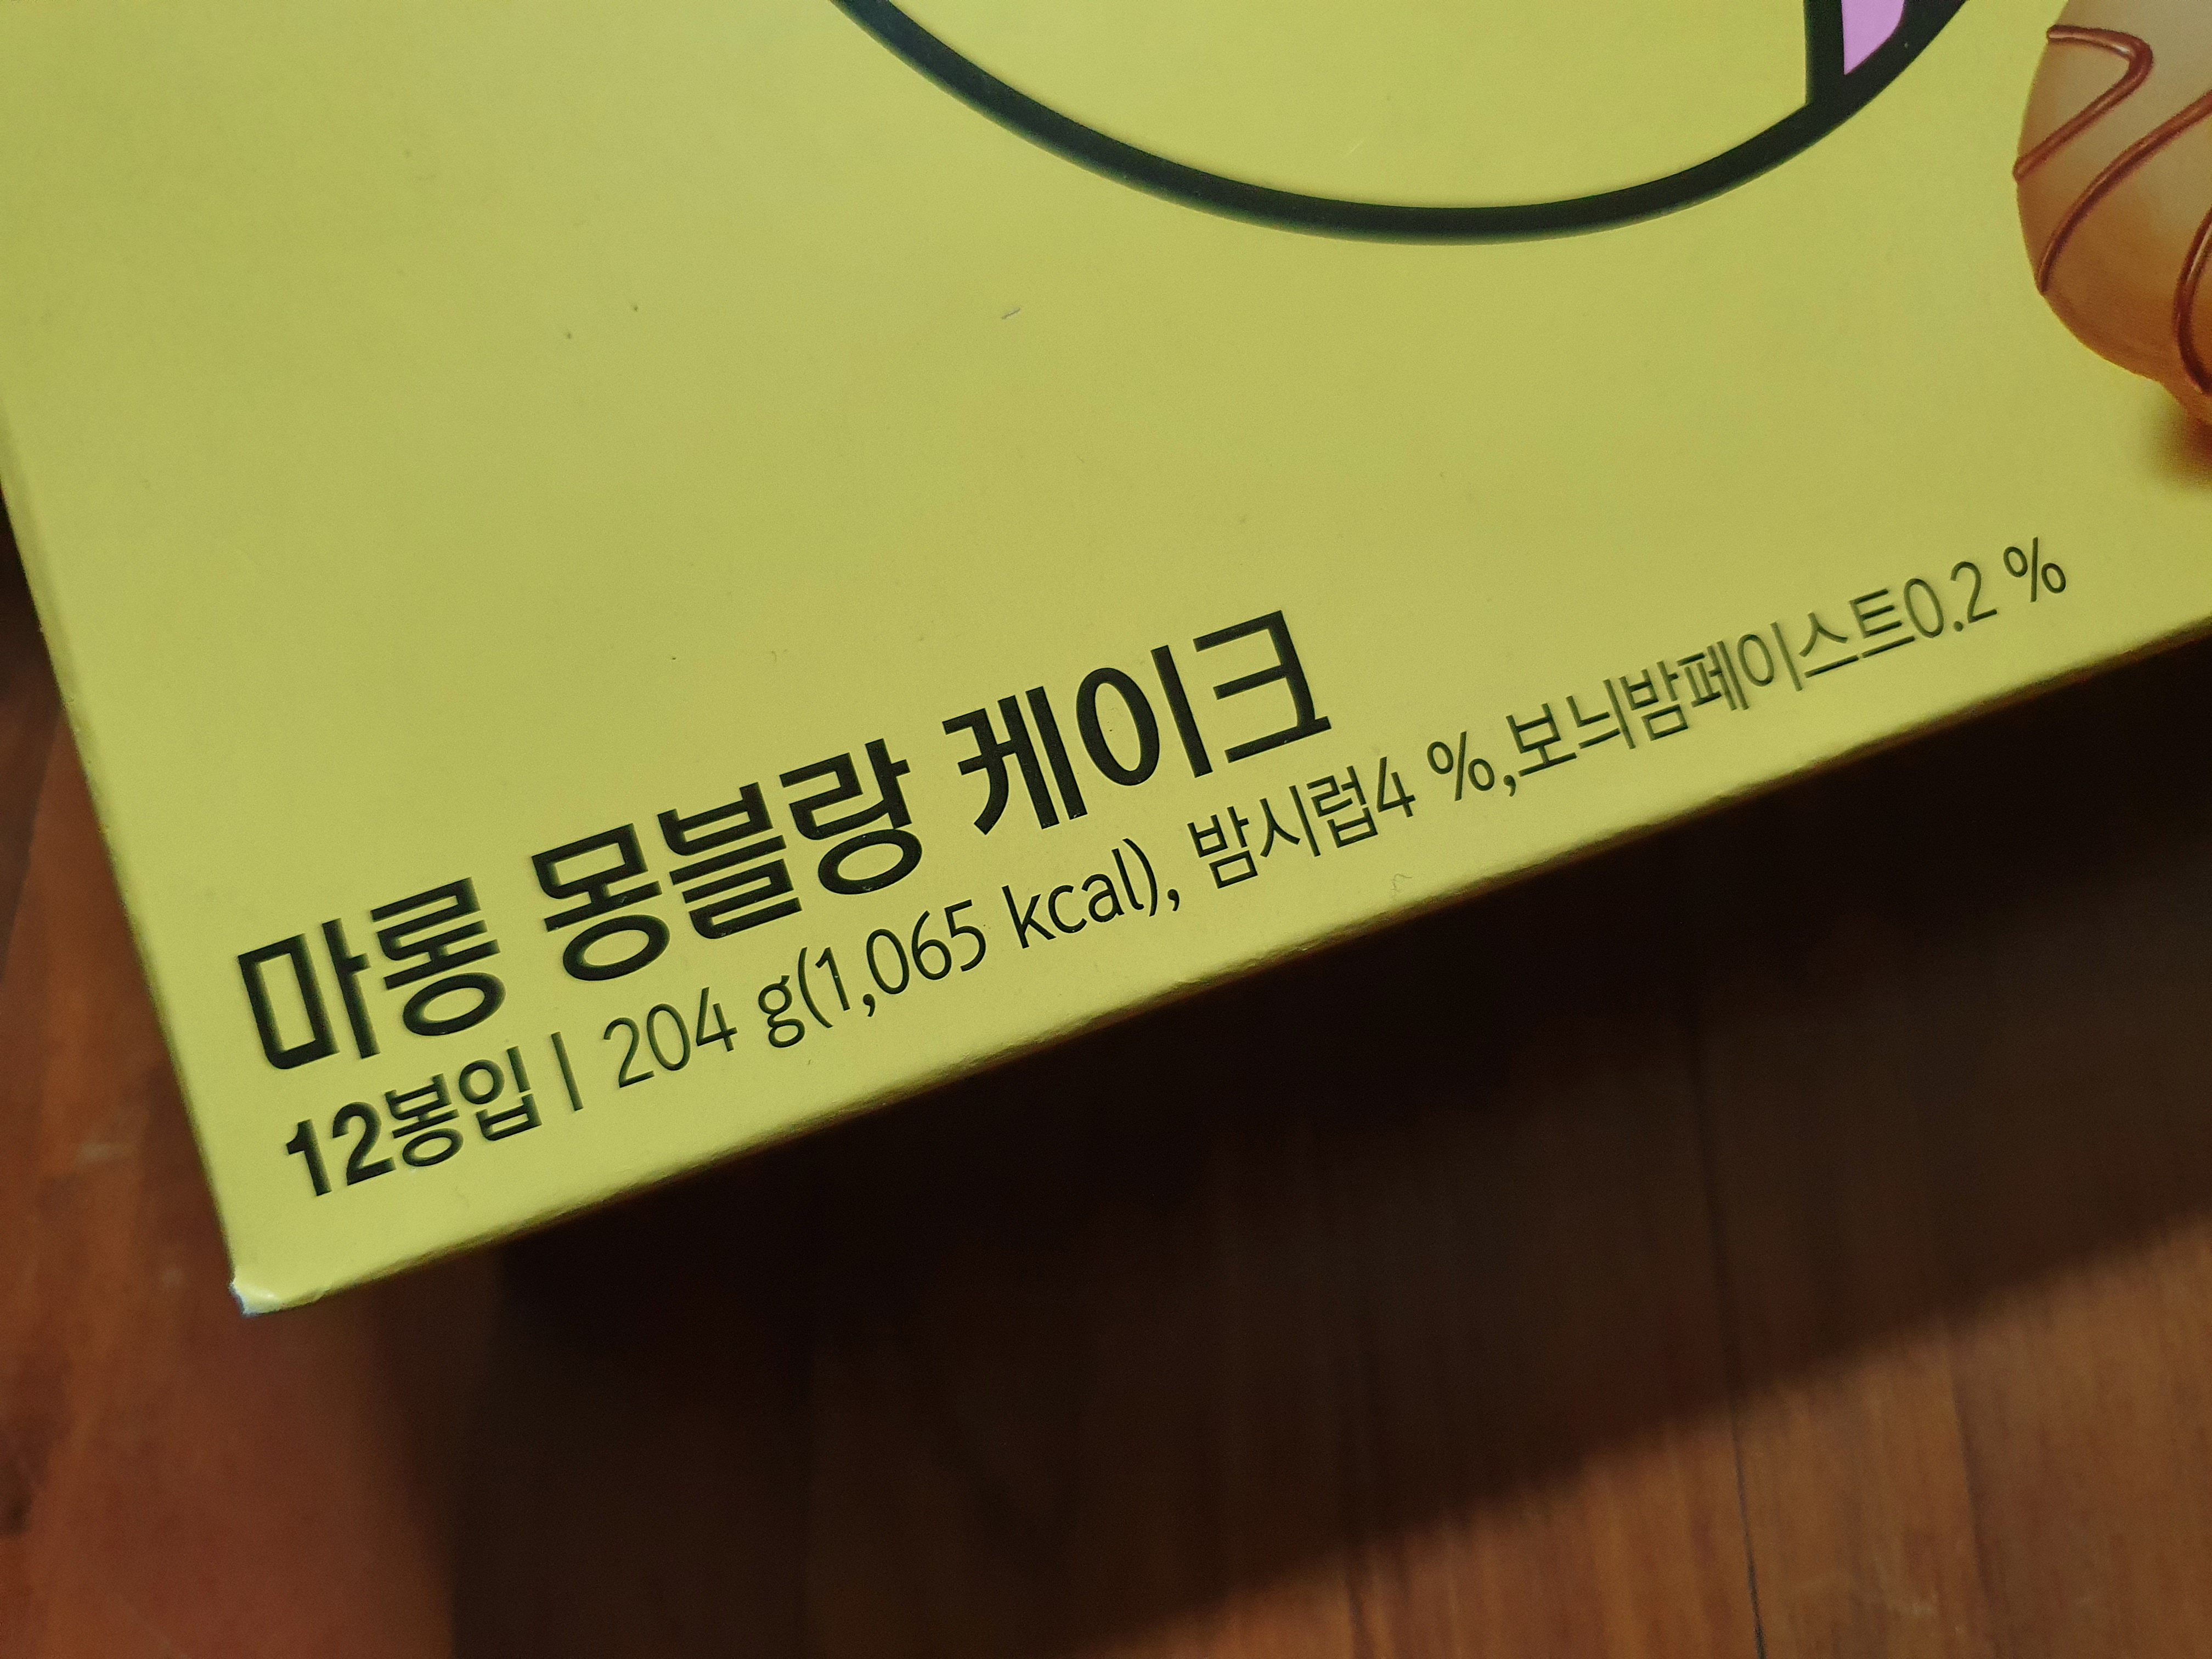 마롱 몽블랑 케이크
12봉입 | 204 g(1,065 kcal), 밤시럽4 %,보늬밤페이스트0.2 %